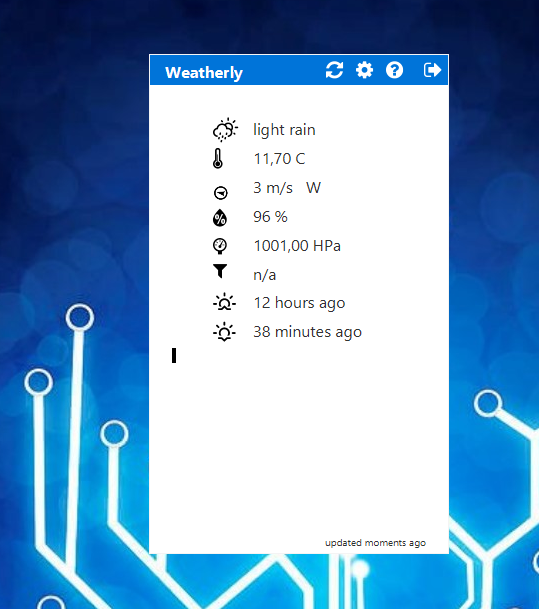 Weatherly
light rain
11,70 C
3 m/s W
96 %
1001,00 HPa
n/a
12 hours ago
38 minutes ago
updated moments ago